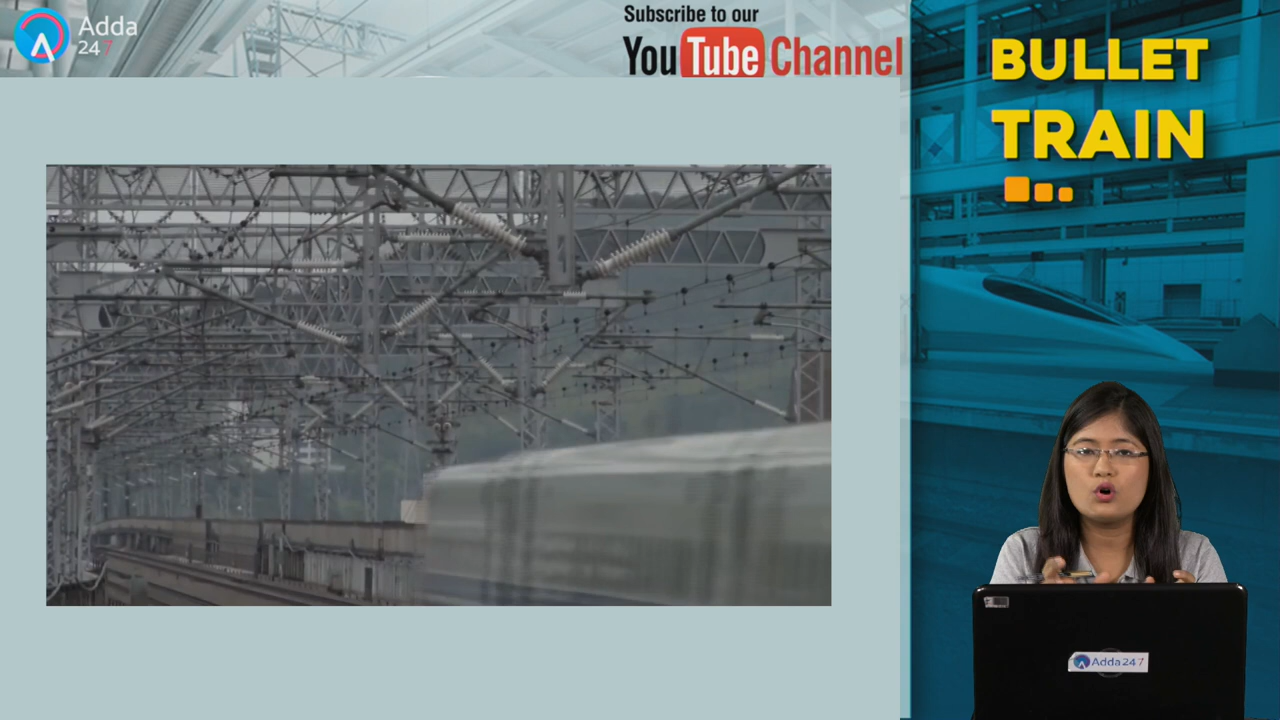 Adda
247
Subscribe to our
YouTube Channel
BULLET
TRAIN
Adda247